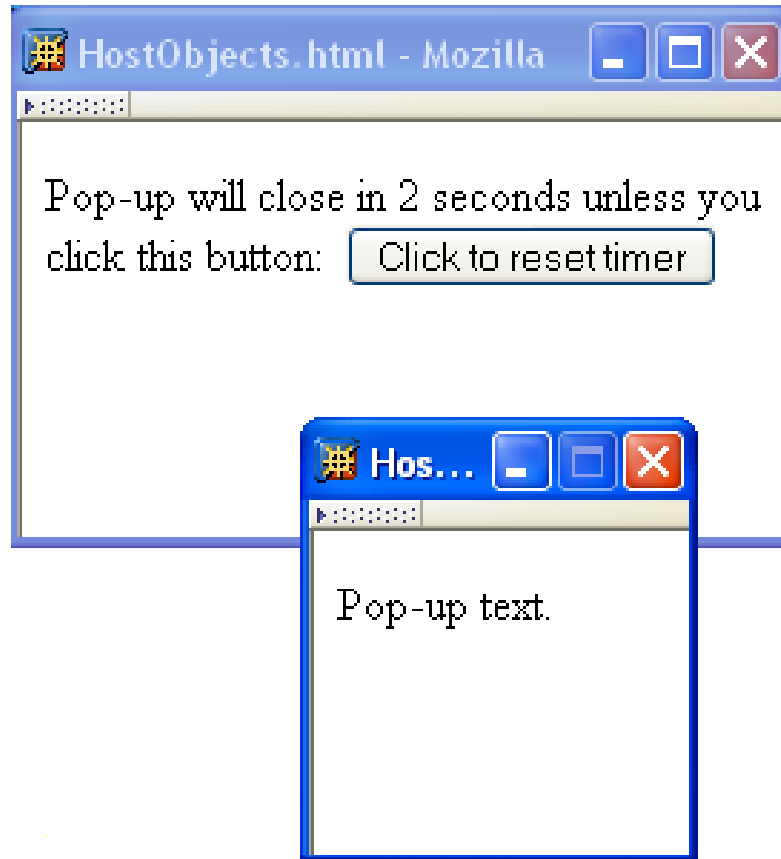 HostObjects.html - Mozilla
Pop-up will close in 2 seconds unless you
click this button: Click to reset timer
Hos...
Pop-up text.